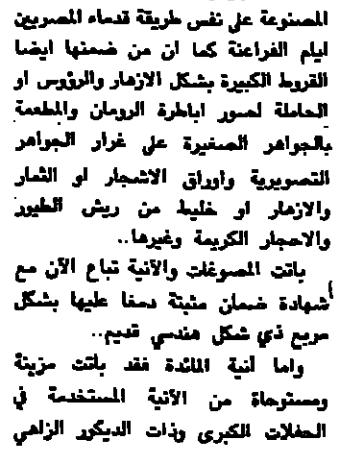 المصنوعة على نفس طريقة قدماء المصريين
ليام الفراعنة كما ان من ضمنها ايضا
القروط الكبيرة بشكل الازهار والرؤوس او
الحاملة لصور اباطرة الرومان والمطعمة
بالجواهر الصغيرة على غرار الجواهر
التصويرية واوراق الاشجار او الثمار
والازهار او خليط من ريش الطيور
والاحجار الكريمة وغيرها..
باتت المصوغات والآنية تباع الآن مع
شهادة ضمان مثبتة دمغا عليها بشكل
مربع ذي شكل هندسي قديم..
واما آنية المائدة فقد باتت مزينة
ومستوحاة من الآنية المستخدمة في
الحفلات الكبرى وذات الديكور الزاهي